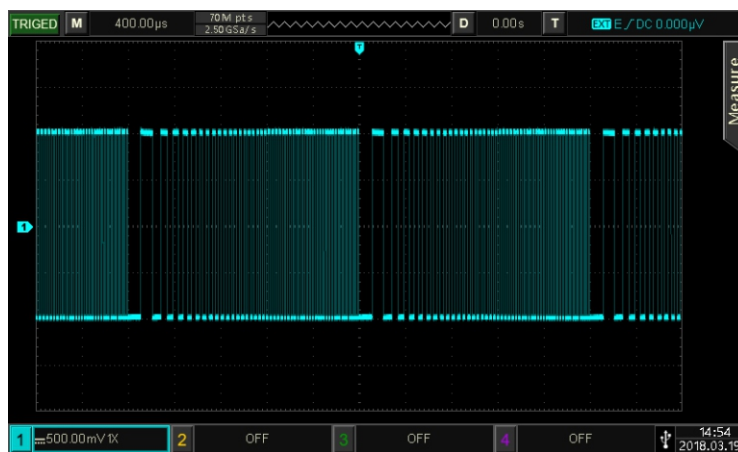 TRIGED M 400.00μs 70M pts D 0.00s T EXT E DC 0.000μV
2.50GSa/s
T
Measure
1
1 500.00mV 1X 2 OFF 3 OFF 4 OFF 14:54
2018.03.19